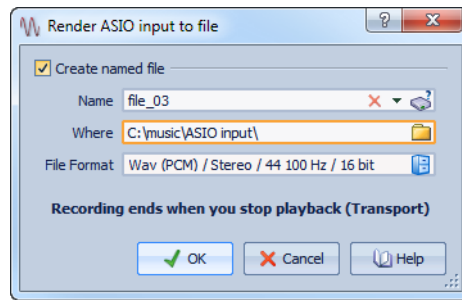 Render ASIO input to file
Create named file
Name file_03
Where C:\music\ASIO input\
File Format Wav (PCM) / Stereo / 44 100 Hz / 16 bit
Recording ends when you stop playback (Transport)
OK Cancel Help